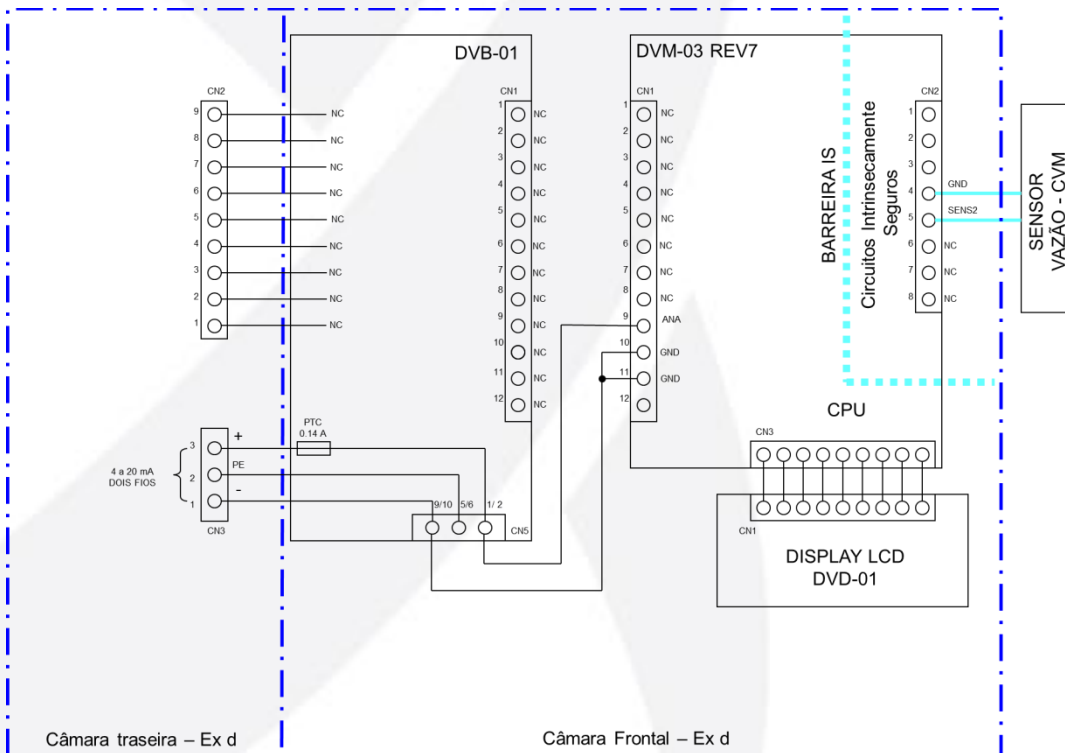 DVB-01
DVM-03 REV7
CN2
9
8
7
6
5
4
3
2
1
NC
NC
NC
NC
NC
NC
NC
NC
NC
CN1
1
2
3
4
5
6
7
8
9
10
11
12
NC
NC
NC
NC
NC
NC
NC
NC
NC
NC
NC
NC
CN1
1
2
3
4
5
6
7
8
9
10
11
12
NC
NC
NC
NC
NC
NC
NC
NC
ANA
GND
GND
BARREIRA IS
Circuitos Intrinsecamente
Seguros
CN2
1
2
3
4
5
6
7
8
GND
SENS2
NC
NC
NC
SENSOR
VAZÃO - CVM
4 a 20 mA
DOIS FIOS
3
2
1
+
PE
-
CN3
PTC
0.14 A
9/10
5/6
1/ 2
CN5
CPU
CN3
CN1
DISPLAY LCD
DVD-01
Câmara traseira – Ex d
Câmara Frontal – Ex d